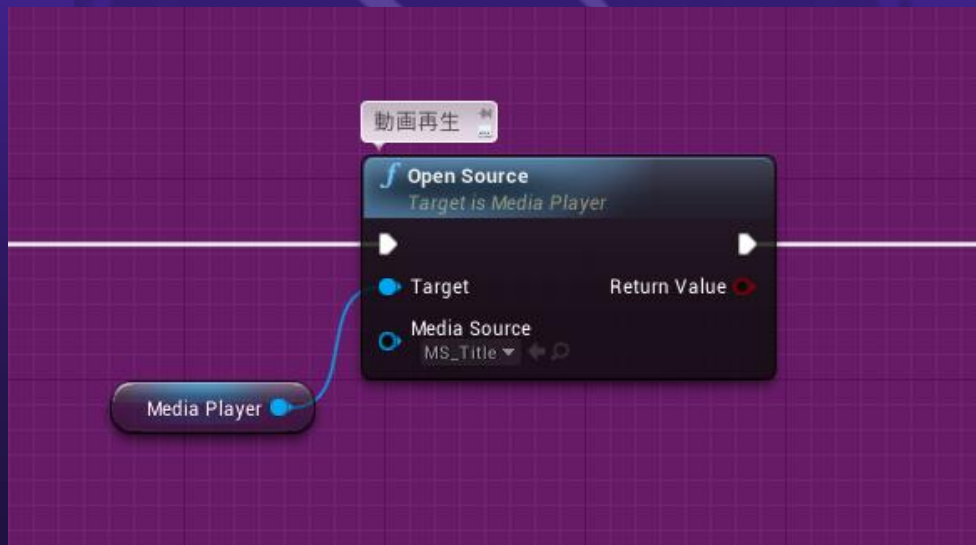 動画再生
Open Source
Target is Media Player
Target
Return Value
Media Source
MS_Title
Media Player